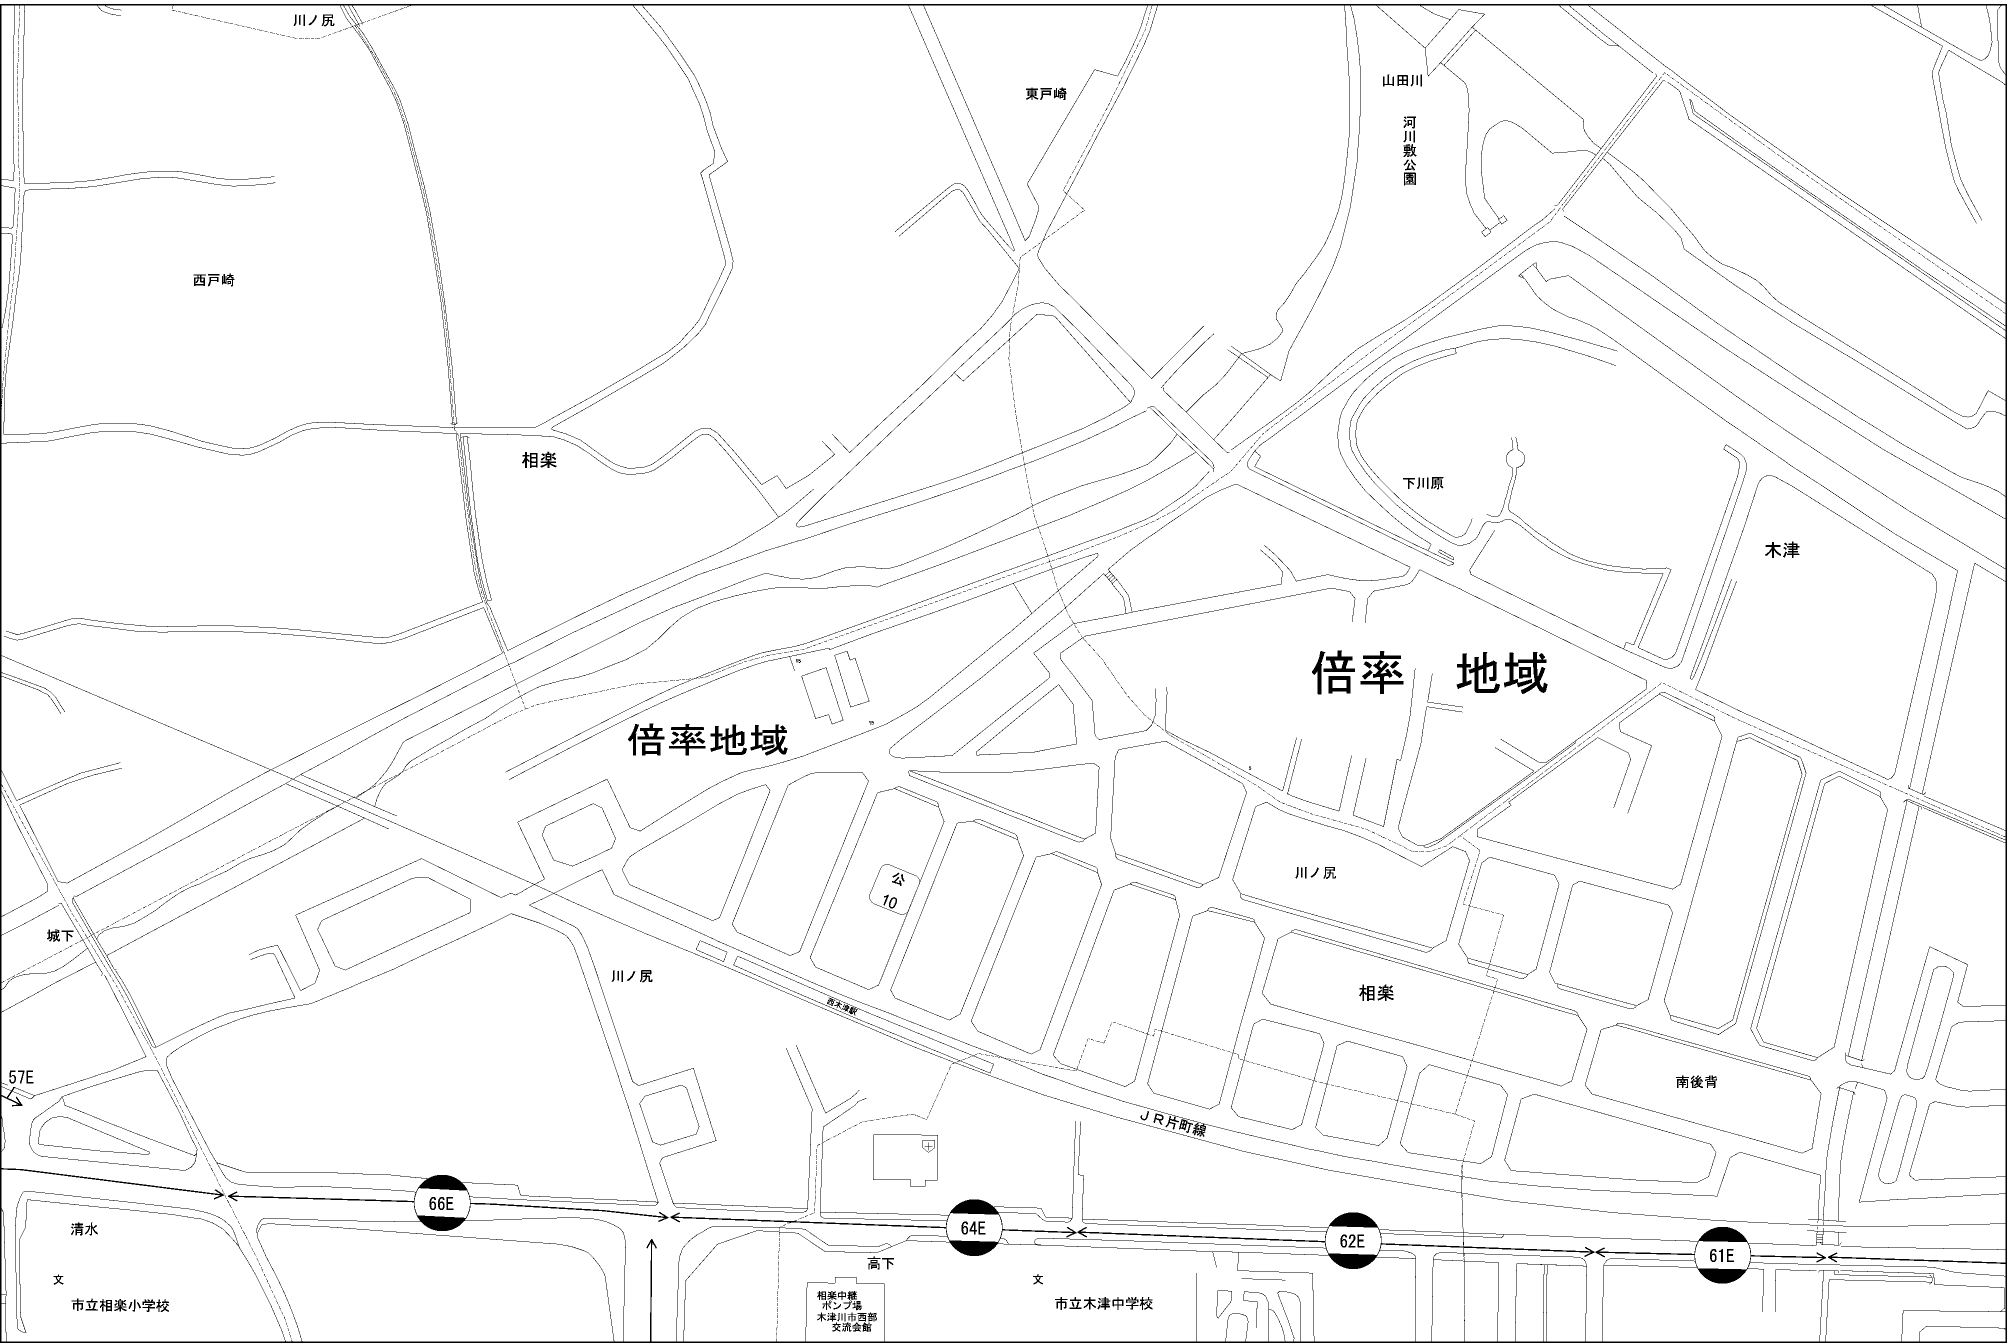 川ノ尻
東戸崎
山田川
河川敷公園
西戸崎
相楽
下川原
木津
倍率 地域
倍率地域
15
19
5
公
10
川ノ尻
城下
川ノ尻
相楽
西木津駅
南後背
57E
JR片町線
66E
64E
62E
61E
清水
高下
文
市立相楽小学校
文
市立木津中学校
相楽中継
ポンプ場
木津川市西部
交流会館